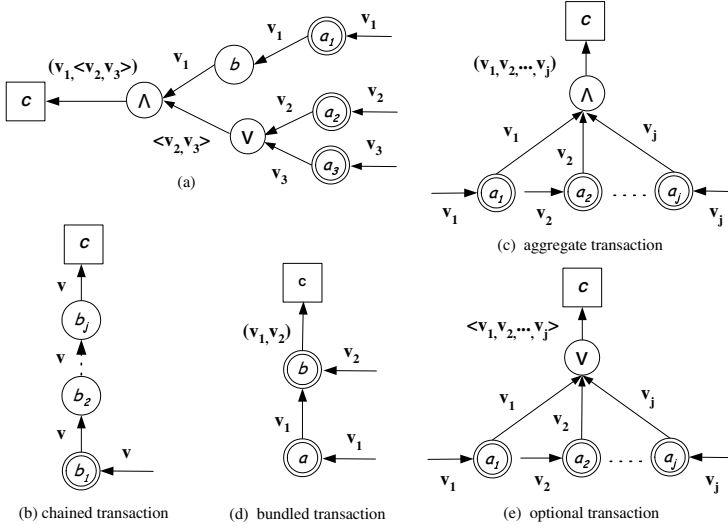 v₁
a₁
v₁
b
v₁
(v₁,<v₂,v₃>)
c
Λ
v₂
a₂
v₂
<v₂,v₃>
V
v₃
a₃
v₃
(a)
c
(v₁,v₂,...,vⱼ)
Λ
v₁
v₂
vⱼ
v₁
a₁
v₂
a₂
. . . .
aⱼ
vⱼ
(c) aggregate transaction
c
v
bⱼ
v
. .
b₂
v
b₁
v
(b) chained transaction
c
(v₁,v₂)
b
v₂
v₁
a
v₁
(d) bundled transaction
c
<v₁,v₂,...,vⱼ>
V
v₁
v₂
vⱼ
v₁
a₁
v₂
a₂
. . . .
aⱼ
vⱼ
(e) optional transaction